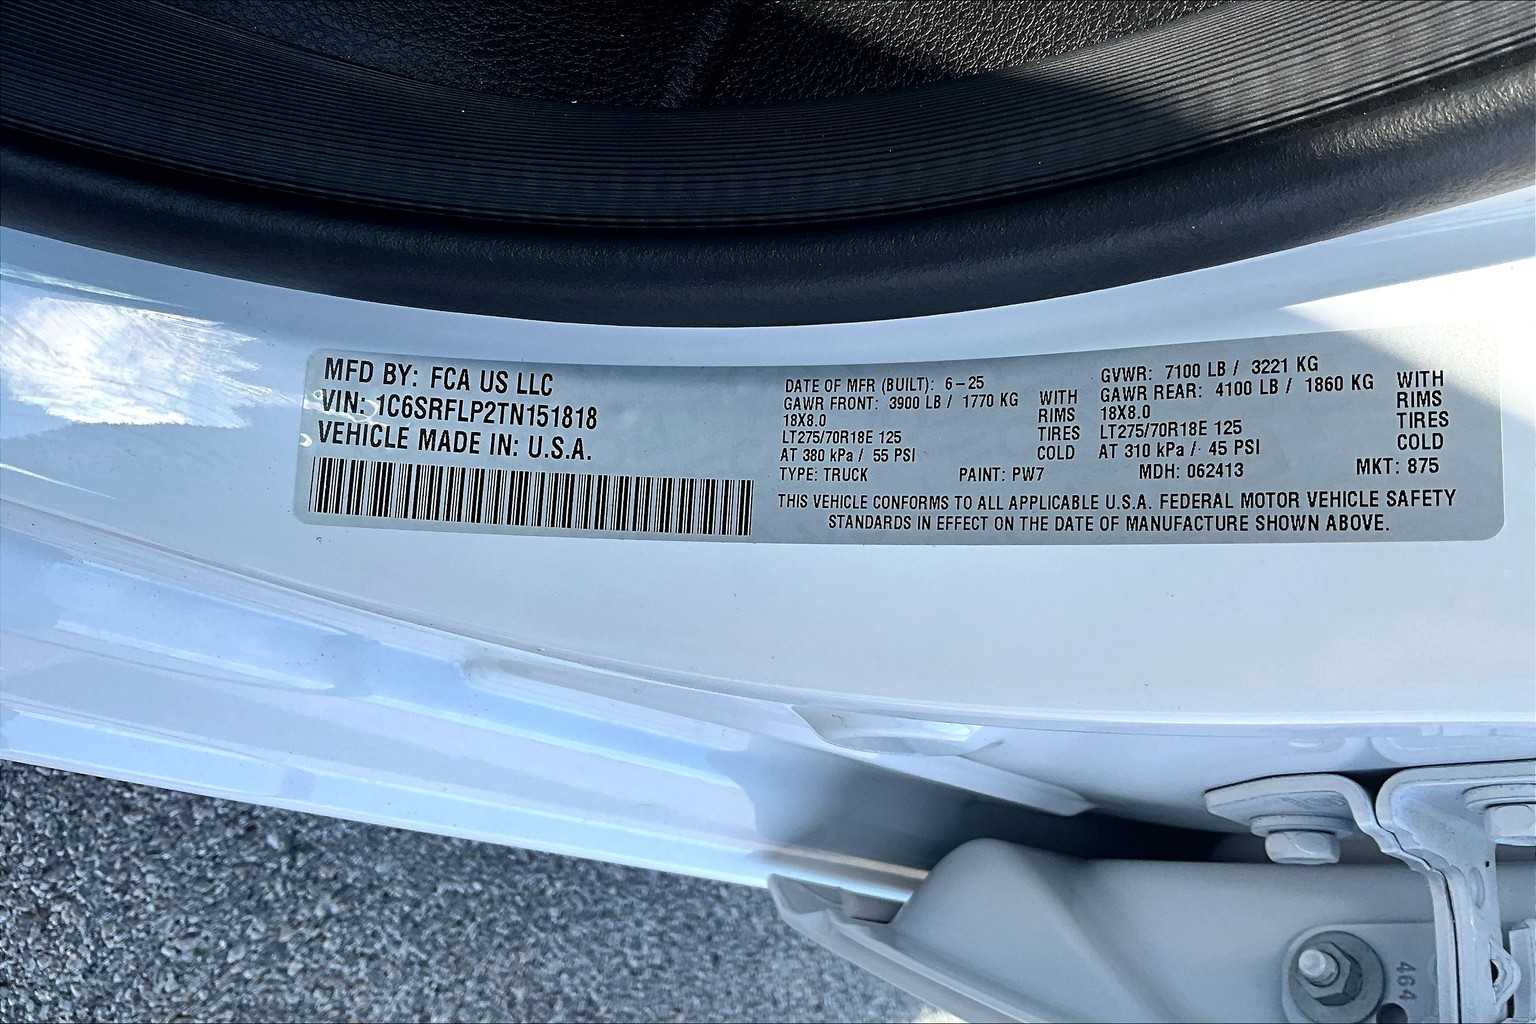 MFD BY: FCA US LLC
VIN: 1C6SRFLP2TN151818
VEHICLE MADE IN: U.S.A.
DATE OF MFR (BUILT): 6-25
GAWR FRONT: 3900 LB / 1770 KG WITH
18X8.0 RIMS
LT275/70R18E 125 TIRES
AT 380 kPa / 55 PSI COLD
GVWR: 7100 LB / 3221 KG
GAWR REAR: 4100 LB / 1860 KG WITH
18X8.0 RIMS
LT275/70R18E 125 TIRES
AT 310 kPa / 45 PSI COLD
TYPE: TRUCK PAINT: PW7 MDH: 062413 MKT: 875
THIS VEHICLE CONFORMS TO ALL APPLICABLE U.S.A. FEDERAL MOTOR VEHICLE SAFETY
STANDARDS IN EFFECT ON THE DATE OF MANUFACTURE SHOWN ABOVE.
464